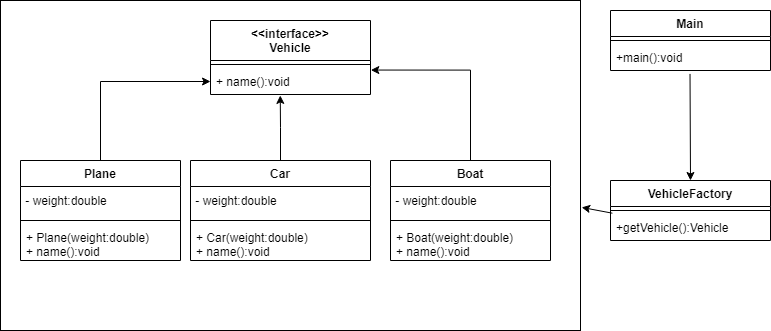 <<interface>>
Vehicle
+ name():void
Main
+main():void
Plane
- weight:double
+ Plane(weight:double)
+ name():void
Car
- weight:double
+ Car(weight:double)
+ name():void
Boat
- weight:double
+ Boat(weight:double)
+ name():void
VehicleFactory
+getVehicle():Vehicle